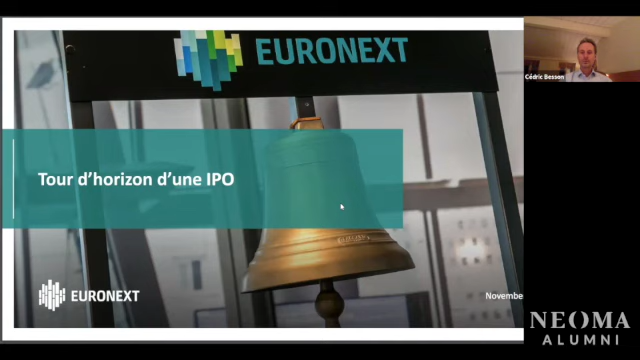 EURONEXT
Cédric Besson
Tour d'horizon d'une IPO
EURONEXT
Novembe
NEOMA
ALUMNI